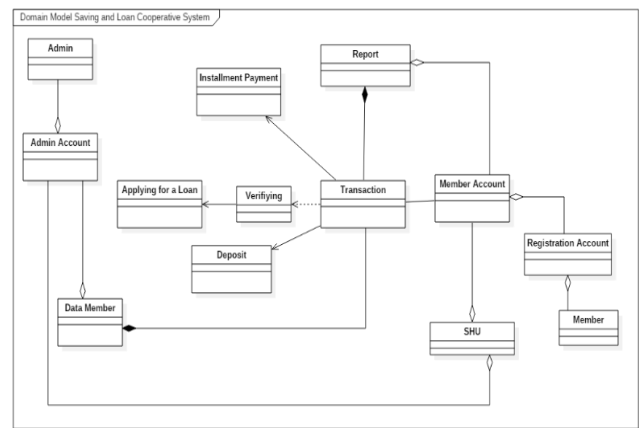 Domain Model Saving and Loan Cooperative System
Admin
Report
Installment Payment
Admin Account
Applying for a Loan
Verifiying
Transaction
Member Account
Registration Account
Deposit
Data Member
SHU
Member